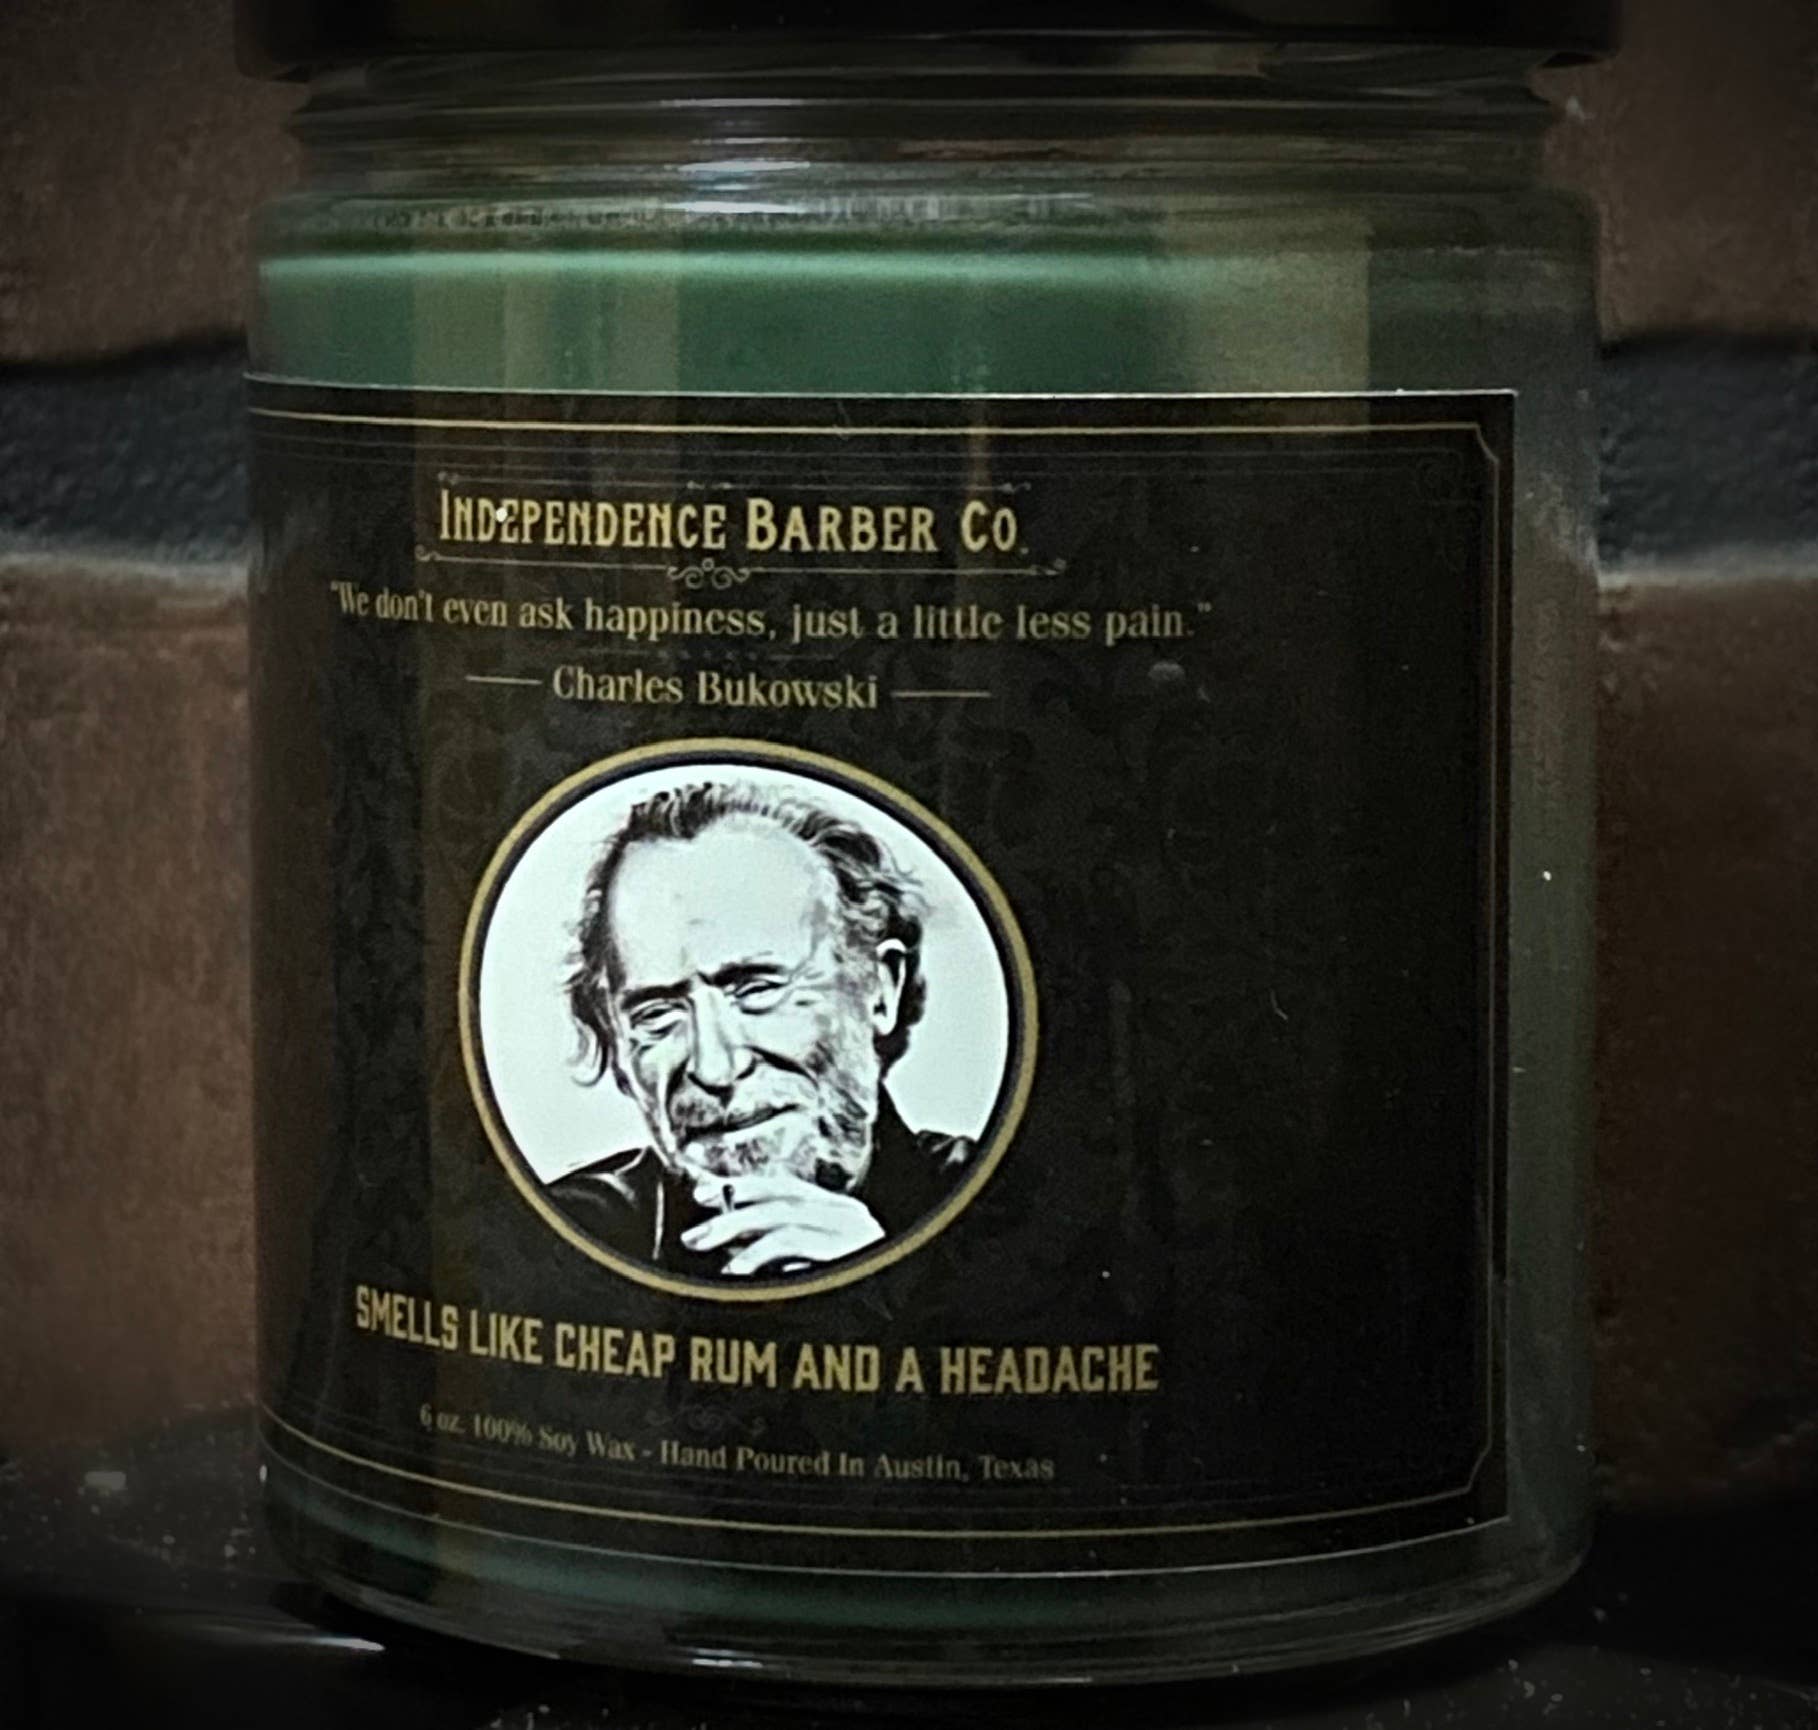 INDEPENDENCE BARBER CO.
"We don't even ask happiness, just a little less pain."
Charles Bukowski
SMELLS LIKE CHEAP RUM AND A HEADACHE
6 oz. 100% Soy Wax - Hand Poured In Austin, Texas